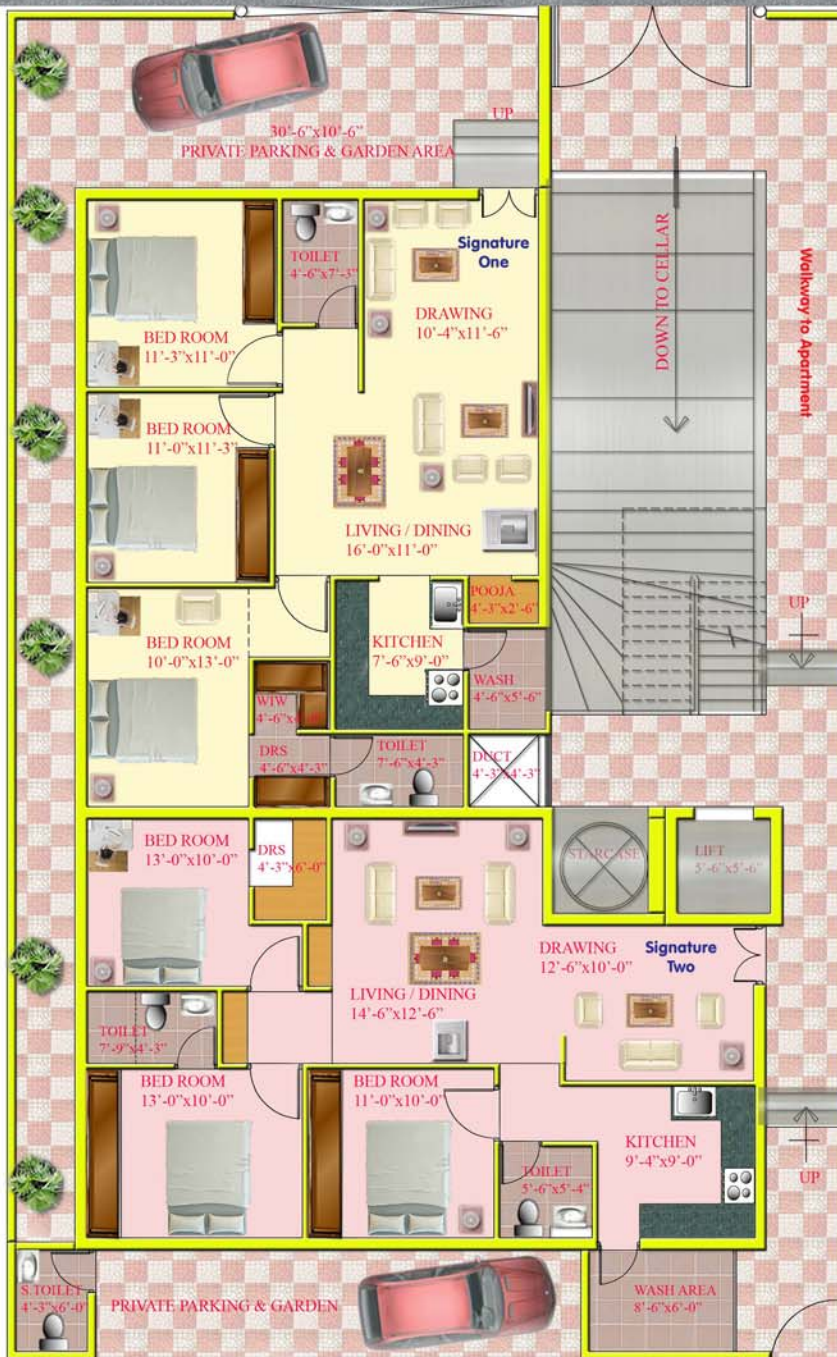 30'-6"x10'-6"
PRIVATE PARKING & GARDEN AREA
UP
Signature
One
TOILET
4'-6"x7'-3"
DRAWING
10'-4"x11'-6"
BED ROOM
11'-3"x11'-0"
DOWN TO CELLAR
Walkway to Apartment
BED ROOM
11'-0"x11'-3"
LIVING / DINING
16'-0"x11'-0"
POOJA
4'-3"x2'-6"
UP
BED ROOM
10'-0"x13'-0"
KITCHEN
7'-6"x9'-0"
WASH
4'-6"x5'-6"
WIW
DRS
4'-6"x4'-3"
TOILET
7'-6"x4'-3"
DUCT
4'-3"x4'-3"
BED ROOM
13'-0"x10'-0"
DRS
4'-3"x6'-0"
STARCASE
LIFT
5'-6"x5'-6"
DRAWING
12'-6"x10'-0"
Signature
Two
LIVING / DINING
14'-6"x12'-6"
TOILET
7'-9"x4'-3"
BED ROOM
13'-0"x10'-0"
BED ROOM
11'-0"x10'-0"
KITCHEN
9'-4"x9'-0"
TOILET
5'-6"x5'-4"
UP
S.TOILET
4'-3"x6'-0"
PRIVATE PARKING & GARDEN
WASH AREA
8'-6"x6'-0"